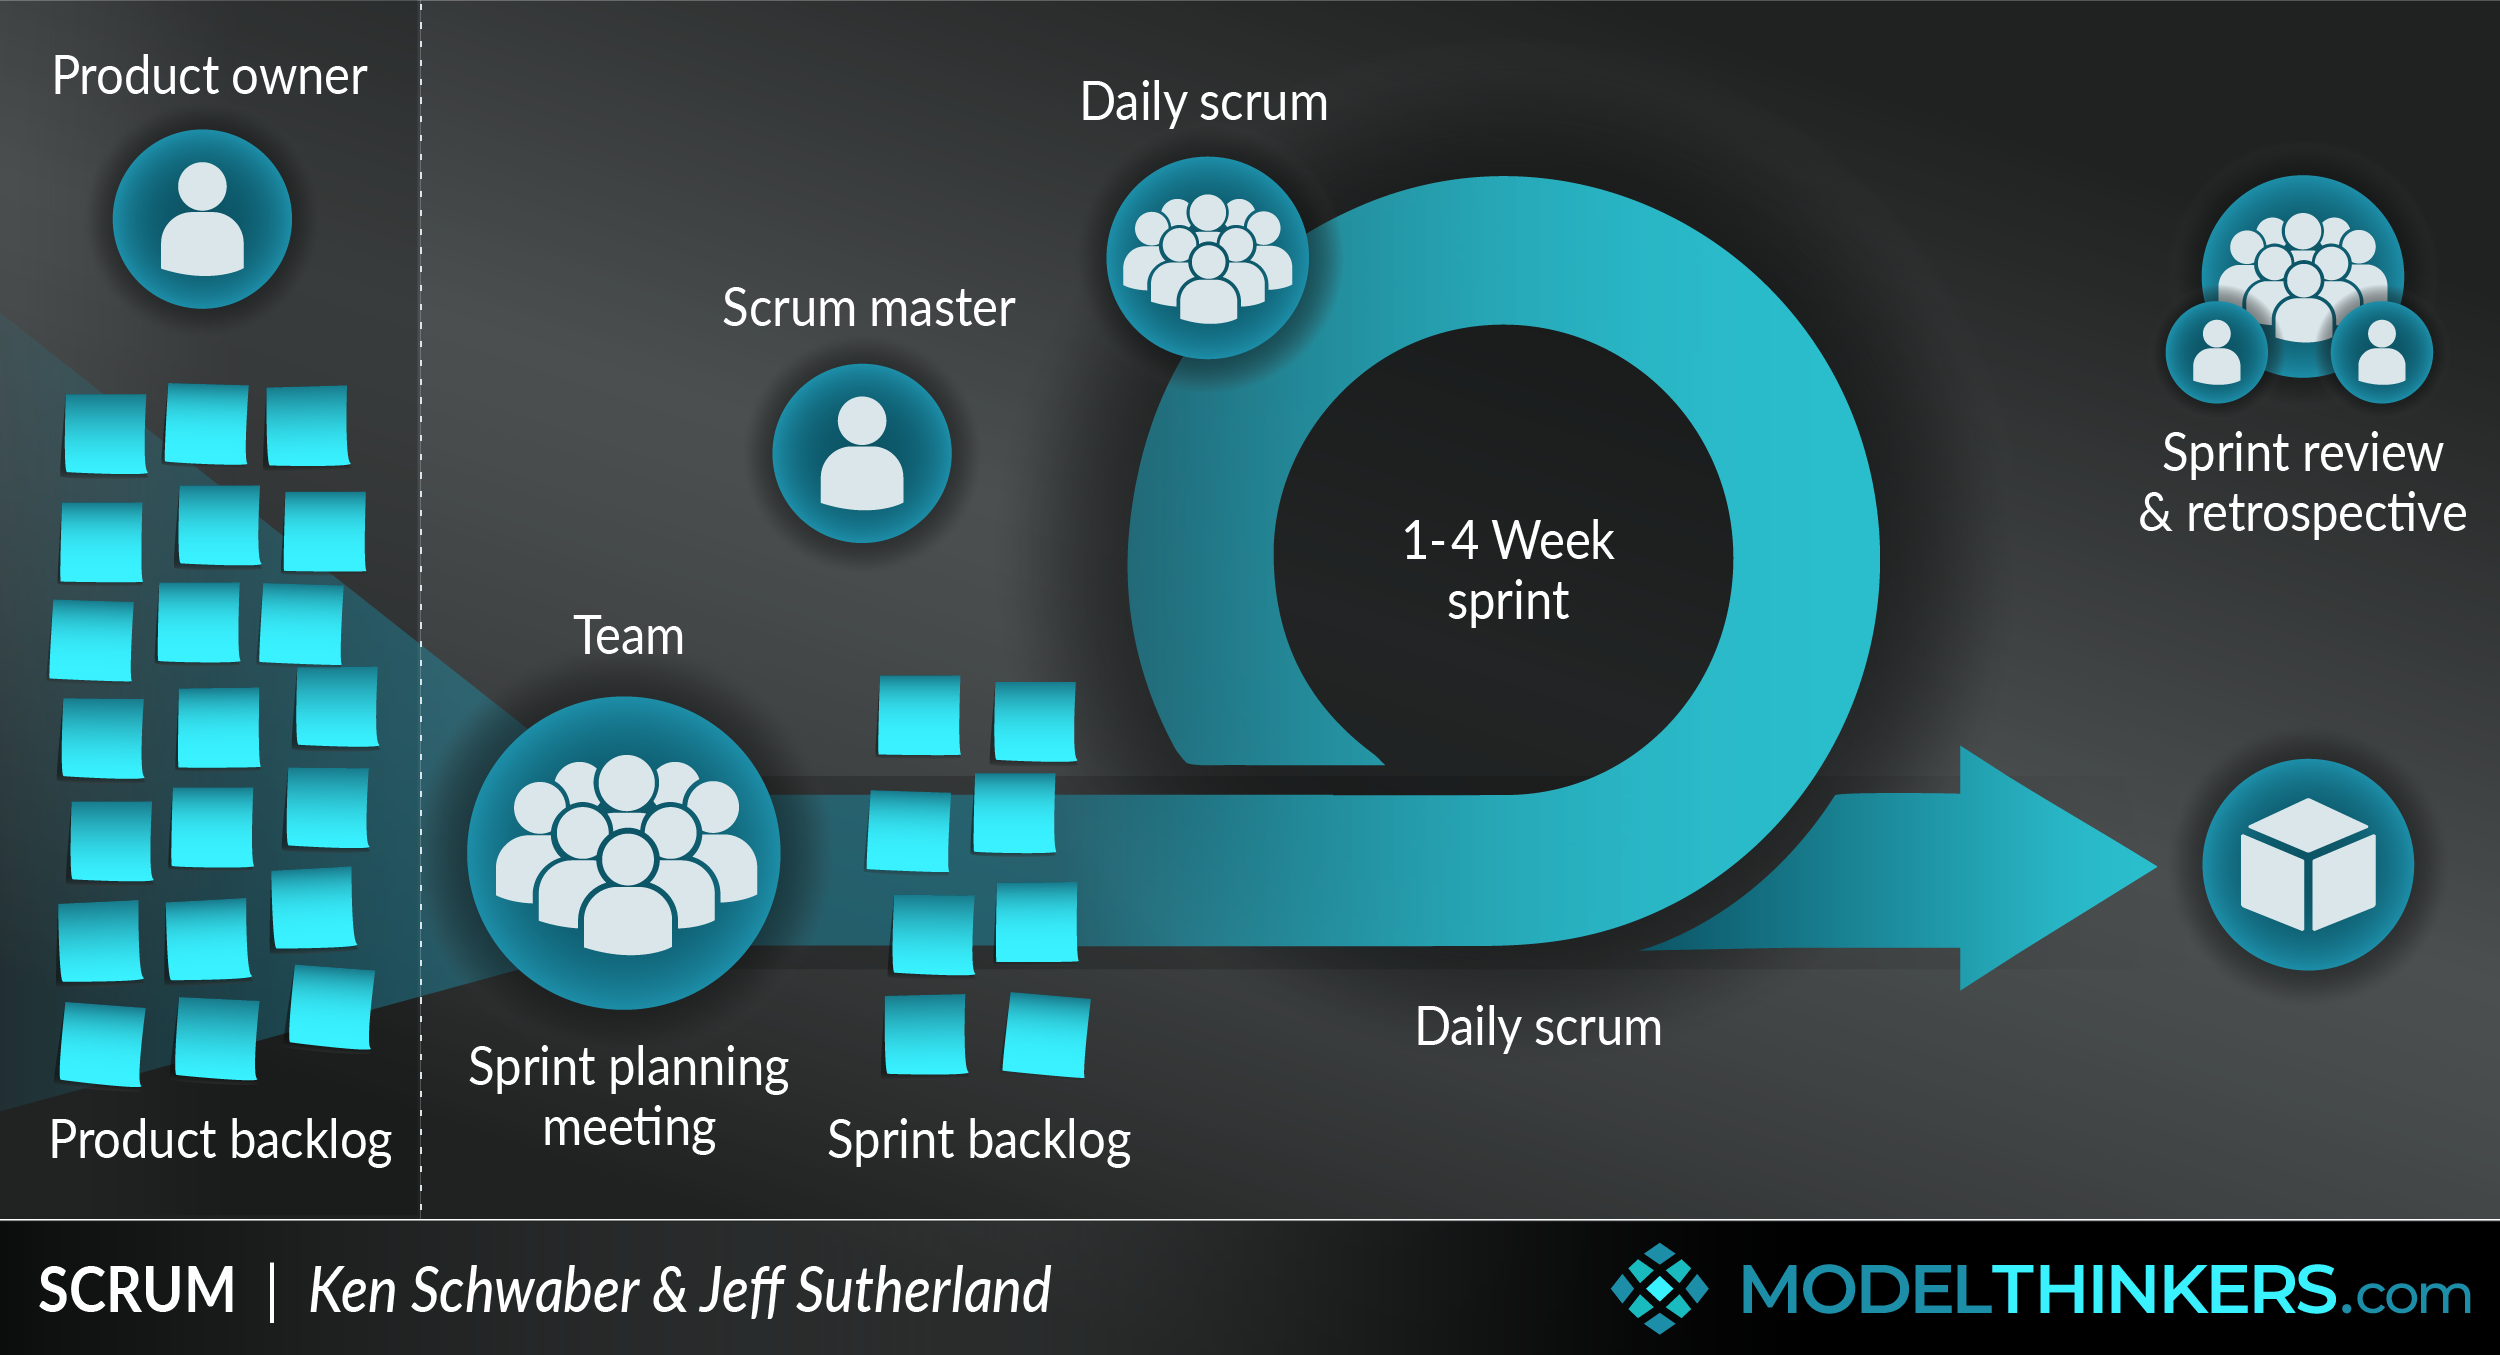 Product owner
Daily scrum
Scrum master
Sprint review
& retrospective
1-4 Week
sprint
Team
Daily scrum
Sprint planning
meeting
Product backlog
Sprint backlog
SCRUM | Ken Schwaber & Jeff Sutherland
MODELTHINKERS.com